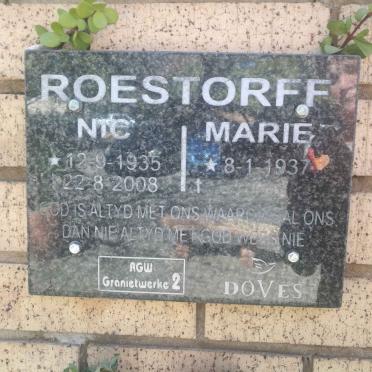 ROESTORFF
NIC MARIE
★12-9-1935 ★8-1-1937
†22-8-2008 †
GOD IS ALTYD MET ONS AL ONS
DAN NIE ALTYD MET GOD WEES NIE
AGW
Granietwerke 2
DOVES